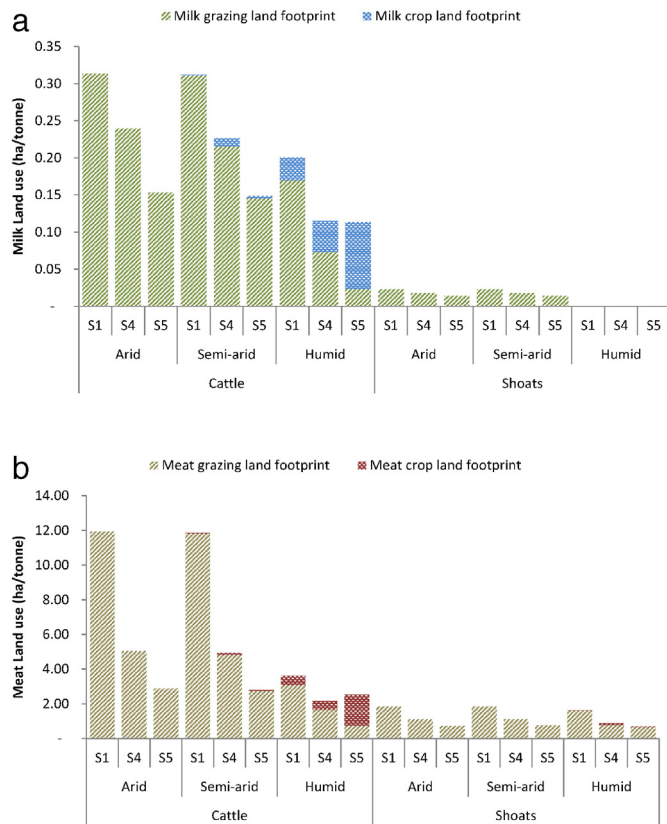 a
Milk grazing land footprint Milk crop land footprint
Milk Land use (ha/tonne)
0.35
0.30
0.25
0.20
0.15
0.10
0.05
-
S1 S4 S5 S1 S4 S5 S1 S4 S5 S1 S4 S5 S1 S4 S5 S1 S4 S5
Arid Semi-arid Humid Arid Semi-arid Humid
Cattle Shoats
b
Meat grazing land footprint Meat crop land footprint
Meat Land use (ha/tonne)
14.00
12.00
10.00
8.00
6.00
4.00
2.00
-
S1 S4 S5 S1 S4 S5 S1 S4 S5 S1 S4 S5 S1 S4 S5 S1 S4 S5
Arid Semi-arid Humid Arid Semi-arid Humid
Cattle Shoats